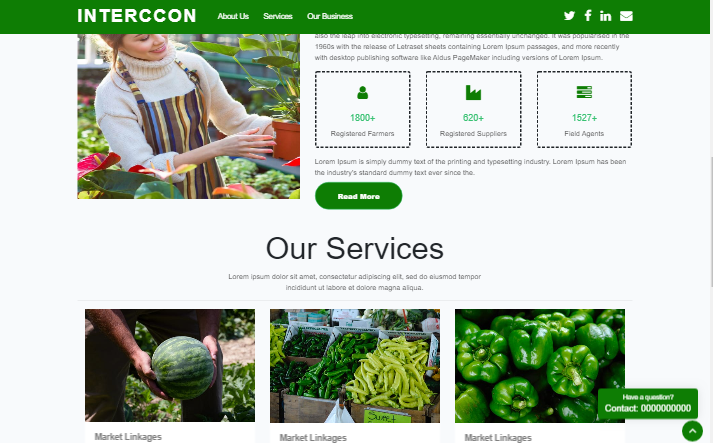 INTERCCON About Us Services Our Business
also the leap into electronic typesetting, remaining essentially unchanged. It was popularised in the
1960s with the release of Letraset sheets containing Lorem Ipsum passages, and more recently
with desktop publishing software like Aldus PageMaker including versions of Lorem Ipsum.
1800+
Registered Farmers
620+
Registered Suppliers
1527+
Field Agents
Lorem Ipsum is simply dummy text of the printing and typesetting industry. Lorem Ipsum has been
the industry's standard dummy text ever since the.
Read More
Our Services
Lorem ipsum dolor sit amet, consectetur adipiscing elit, sed do eiusmod tempor
incididunt ut labore et dolore magna aliqua.
Market Linkages
Market Linkages
Market Linkages
Have a question?
Contact: 0000000000